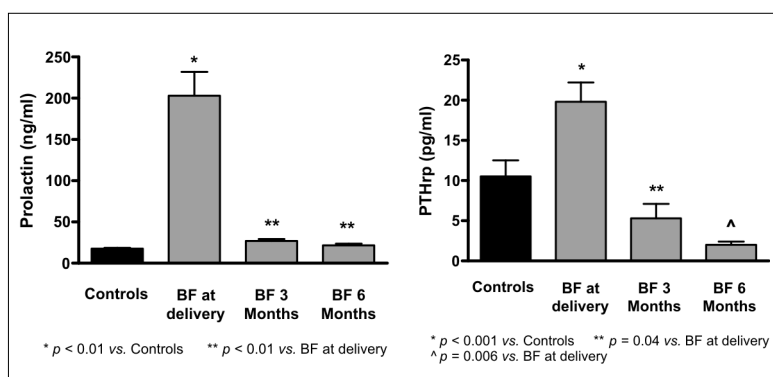 250
200
150
100
50
0
Prolactin (ng/ml)
*
**
**
Controls
BF at
delivery
BF 3
Months
BF 6
Months
* p < 0.01 vs. Controls ** p < 0.01 vs. BF at delivery
25
20
15
10
5
0
PTHrp (pg/ml)
*
**
^
Controls
BF at
delivery
BF 3
Months
BF 6
Months
* p < 0.001 vs. Controls ** p = 0.04 vs. BF at delivery
^ p = 0.006 vs. BF at delivery